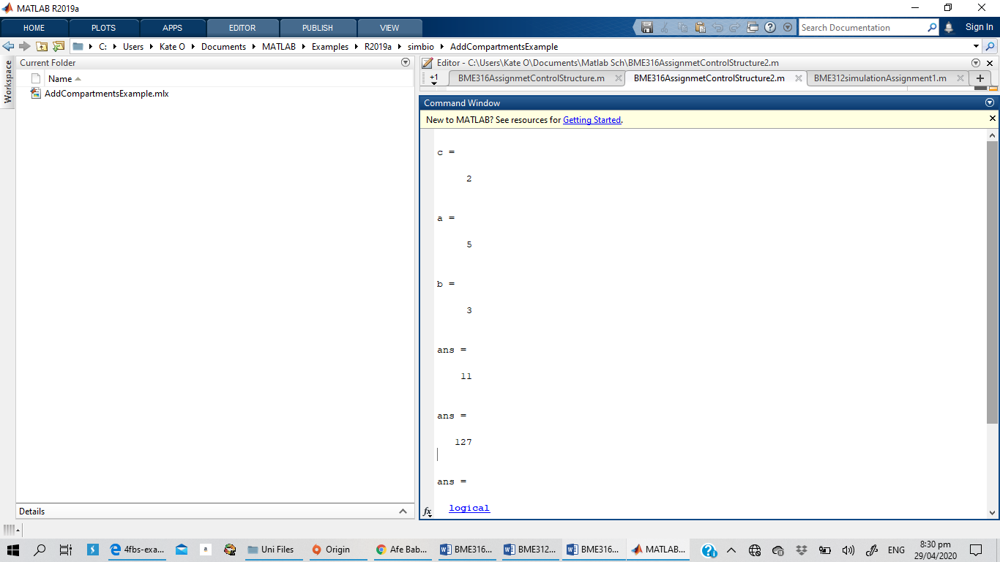 MATLAB R2019a
HOME PLOTS APPS EDITOR PUBLISH VIEW Search Documentation Sign In
C: Users Kate O Documents MATLAB Examples R2019a simbio AddCompartmentsExample
Workspace
Current Folder
Name
AddCompartmentsExample.mlx
Details
Editor - C:\Users\Kate O\Documents\Matlab Sch\BME316AssignmetControlStructure2.m
+1 BME316AssignmetControlStructure.m BME316AssignmetControlStructure2.m BME312simulationAssignment1.m +
Command Window
New to MATLAB? See resources for Getting Started.
c =
2
a =
5
b =
3
ans =
11
ans =
127
ans =
fx logical
4fbs-exa... a Uni Files Origin Afe Bab... BME316... BME312... BME316... MATLAB... ENG 8:30 pm
29/04/2020